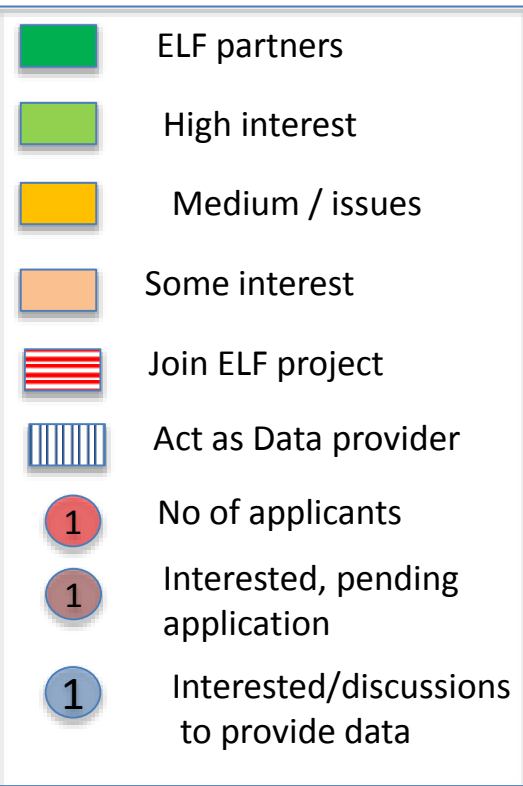 ELF partners
High interest
Medium / issues
Some interest
Join ELF project
Act as Data provider
1 No of applicants
1 Interested, pending
application
1 Interested/discussions
to provide data